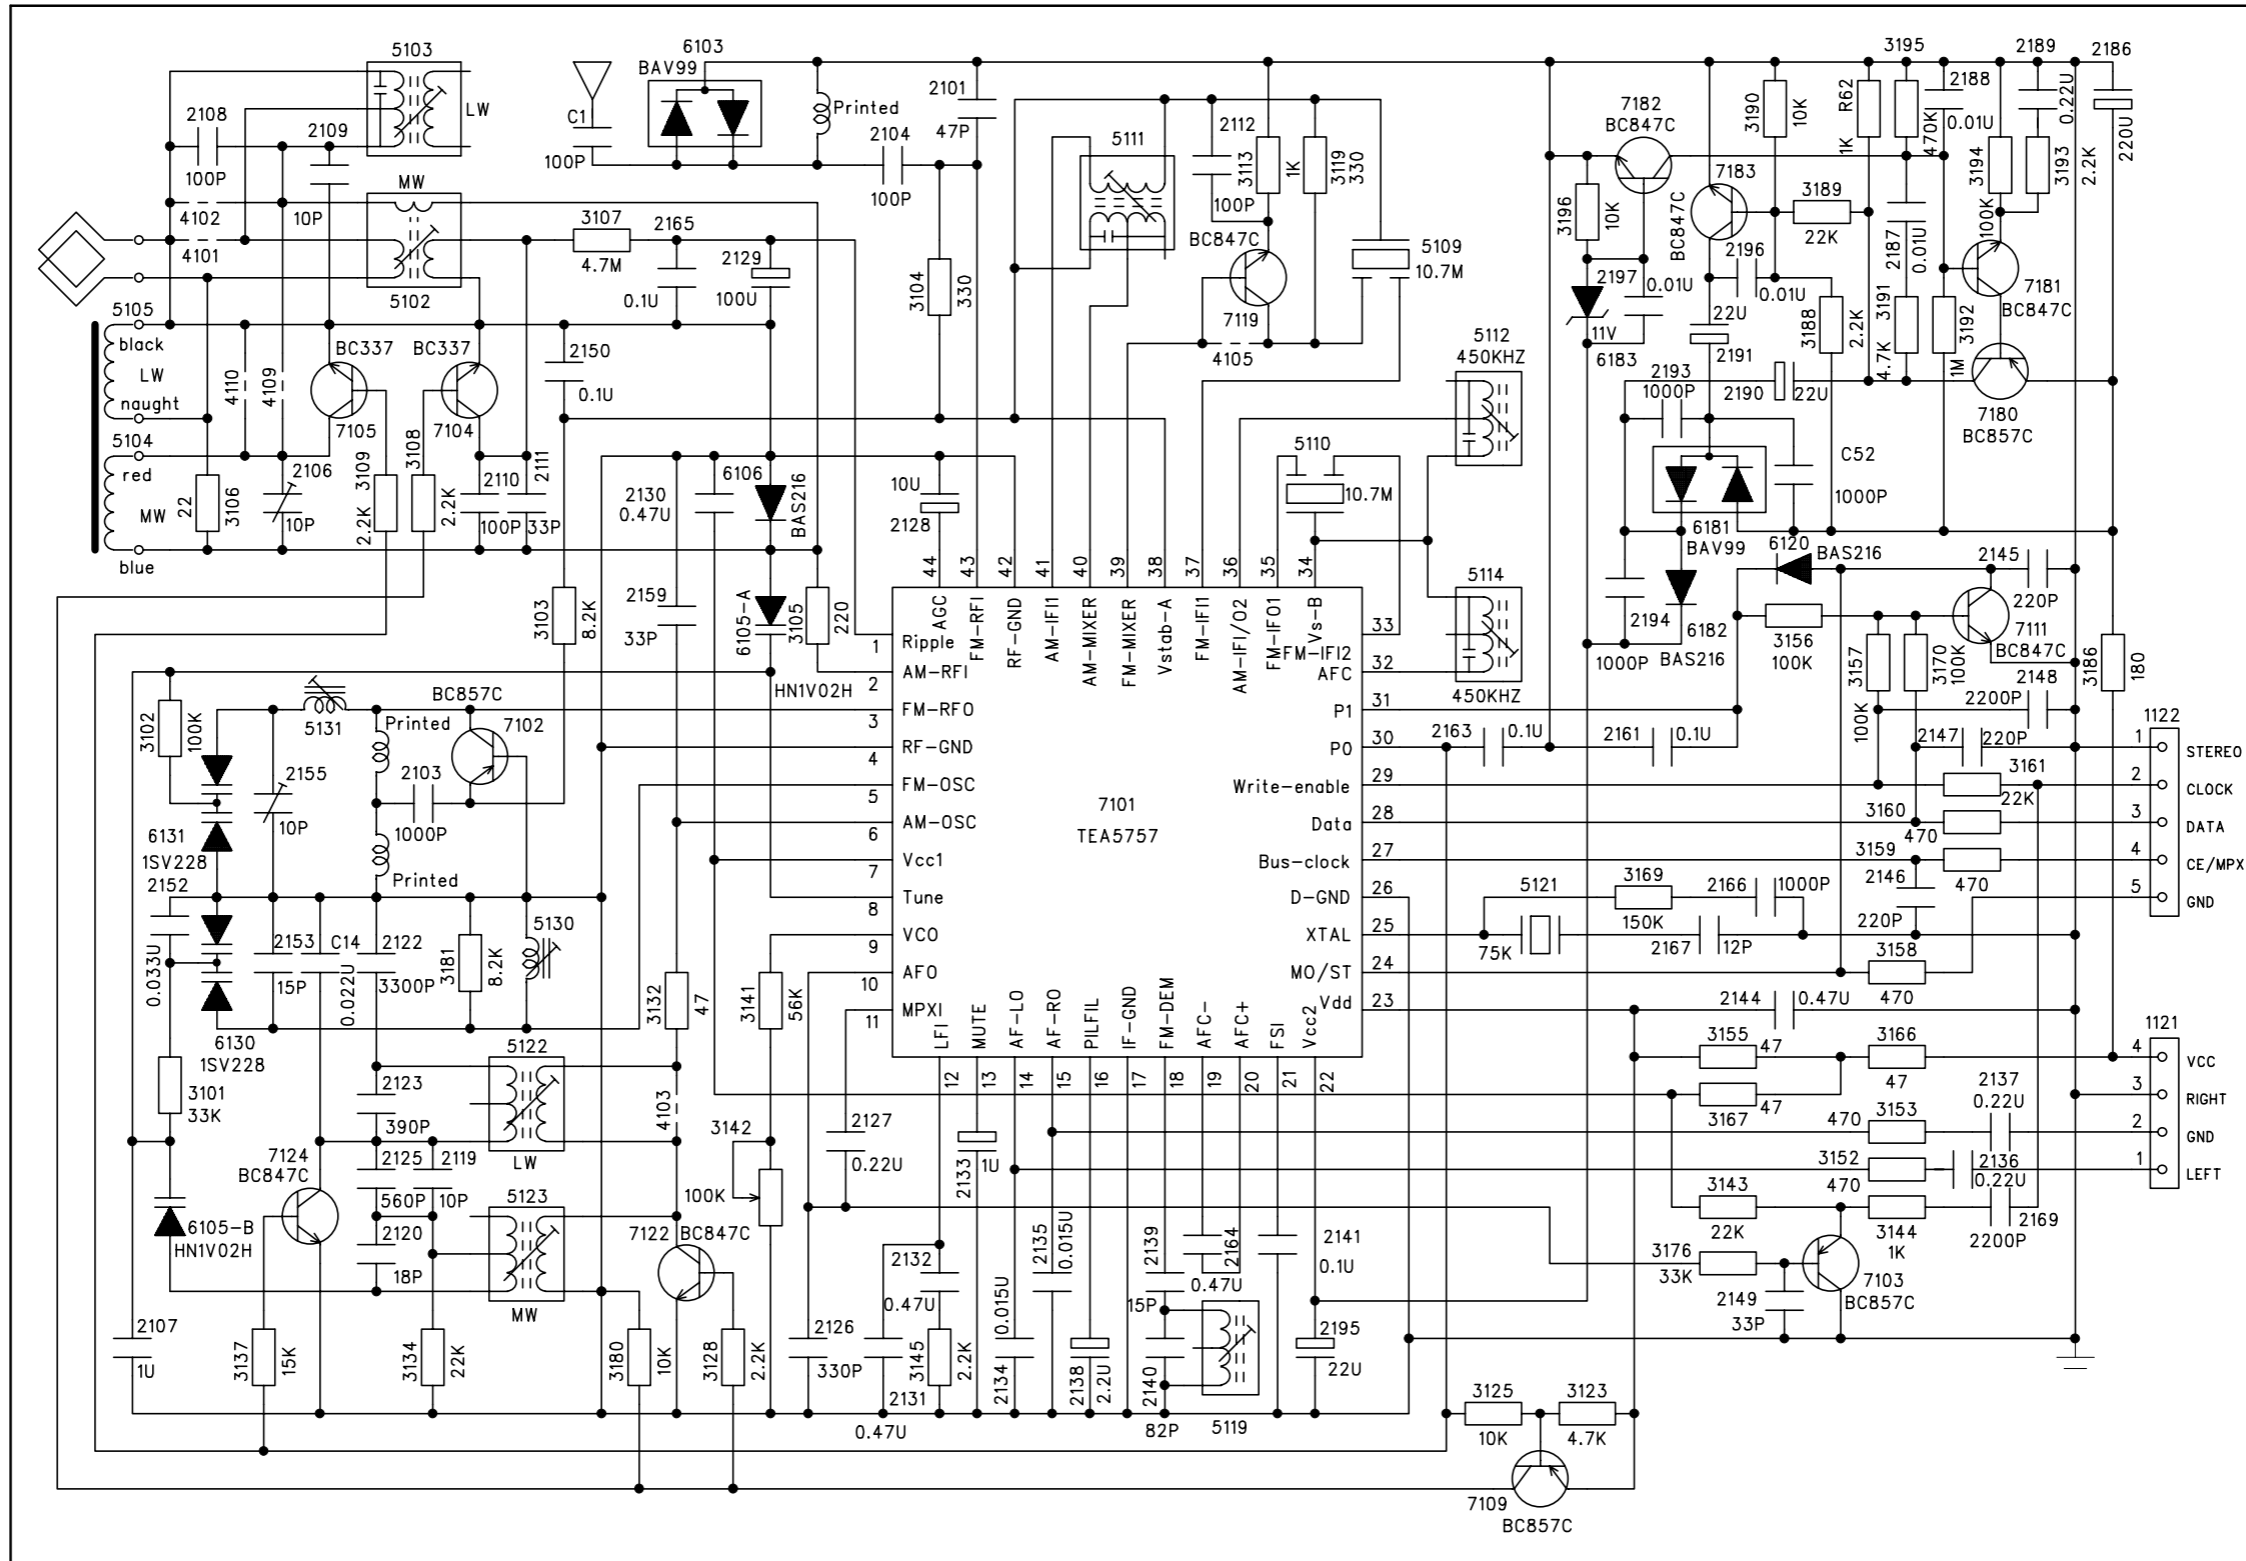 5103
LW
2108
100P
2109
10P
MW
4102
4101
5102
5105
black
LW
naught
5104
red
MW
blue
4110
4109
BC337
7105
BC337
7104
22
3106
2106
10P
3109
2.2K
3108
2.2K
2110
100P
2111
33P
C1
100P
6103
BAV99
Printed
2104
100P
2101
47P
3107
4.7M
2165
0.1U
2129
100U
3104
330
2150
0.1U
5111
2112
100P
3113
1K
3119
330
BC847C
7119
4105
5109
10.7M
5112
450KHZ
5110
10.7M
5114
450KHZ
2130
0.47U
6106
BAS216
10U
2128
2159
33P
6105-A
HN1V02H
3105
220
3103
8.2K
7182
BC847C
3196
10K
2197
0.01U
11V
6183
7183
BC847C
3190
10K
R62
1K
3195
470K
2188
0.01U
2189
0.22U
2186
220U
3194
100K
3193
2.2K
3189
22K
2196
0.01U
22U
2191
3188
2.2K
2187
0.01U
3191
4.7K
3192
1M
7181
BC847C
7180
BC857C
2193
1000P
2190
22U
C52
1000P
6181
BAV99
2194
1000P
6182
BAS216
6120
BAS216
2145
220P
7111
BC847C
3156
100K
3157
100K
3170
100K
2148
2200P
3186
180
2147
220P
3161
22K
3160
470
3159
470
2146
220P
3158
470
1122
1
STEREO
2
CLOCK
3
DATA
4
CE/MPX
5
GND
2163
0.1U
2161
0.1U
5121
75K
3169
150K
2166
1000P
2167
12P
2144
0.47U
3155
47
3166
47
3167
47
3153
470
2137
0.22U
3152
470
2136
0.22U
3143
22K
3144
1K
2169
2200P
3176
33K
2149
33P
7103
BC857C
1121
4
VCC
3
RIGHT
2
GND
1
LEFT
7101
TEA5757
44
AGC
43
FM-RFI
42
RF-GND
41
AM-IFI1
40
AM-MIXER
39
FM-MIXER
38
Vstab-A
37
FM-IFI1
36
AM-IFI/O2
35
FM-IFO1
34
Vs-B
33
FM-IFI2
32
AFC
31
P1
30
P0
29
Write-enable
28
Data
27
Bus-clock
26
D-GND
25
XTAL
24
MO/ST
23
Vdd
1
Ripple
2
AM-RFI
3
FM-RFO
4
RF-GND
5
FM-OSC
6
AM-OSC
7
Vcc1
8
Tune
9
VCO
10
AFO
11
MPXI
12
LFI
13
MUTE
14
AF-LO
15
AF-RO
16
PILFIL
17
IF-GND
18
FM-DEM
19
AFC-
20
AFC+
21
FSI
22
Vcc2
3102
100K
5131
Printed
BC857C
7102
2155
10P
2103
1000P
6131
1SV228
2152
0.033U
Printed
2153
15P
C14
0.022U
2122
3300P
3181
8.2K
5130
6130
1SV228
3101
33K
5122
LW
2123
390P
2125
560P
2119
10P
5123
MW
2120
18P
7124
BC847C
6105-B
HN1V02H
2107
1U
3137
15K
3134
22K
3180
10K
3128
2.2K
7122
BC847C
3132
47
4103
3141
56K
3142
100K
2127
0.22U
2133
1U
2126
330P
2132
0.47U
2131
0.47U
3145
2.2K
2134
0.015U
2135
0.015U
2138
2.2U
2139
15P
2140
82P
2164
0.47U
5119
2141
0.1U
2195
22U
3125
10K
3123
4.7K
7109
BC857C